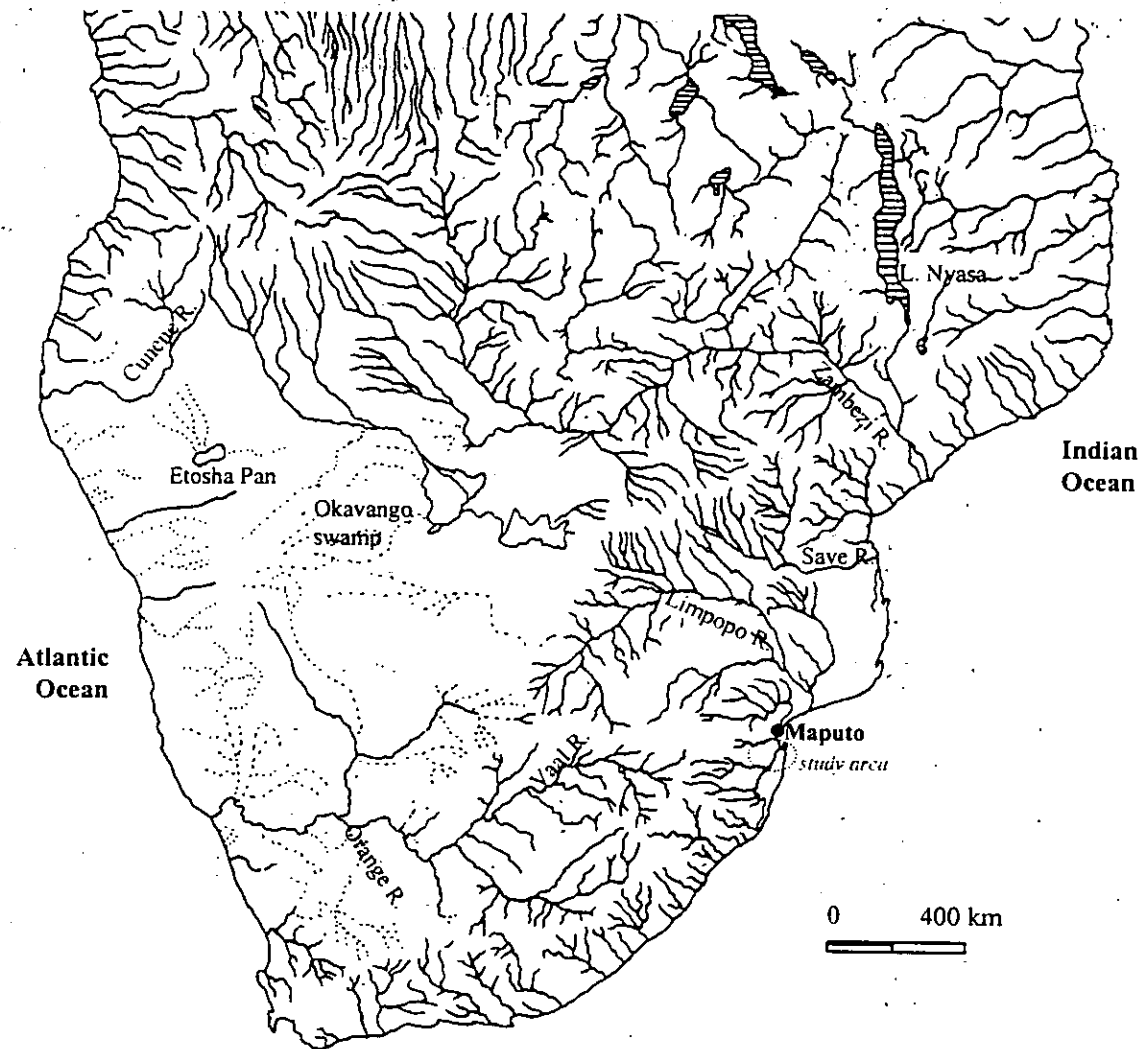 L. Nyasa
Cunene R.
Zambezi R.
Indian
Ocean
Etosha Pan
Okavango
swamp
Save R.
Limpopo R.
Atlantic
Ocean
Maputo
study area
Vaal R.
Orange R.
0 400 km